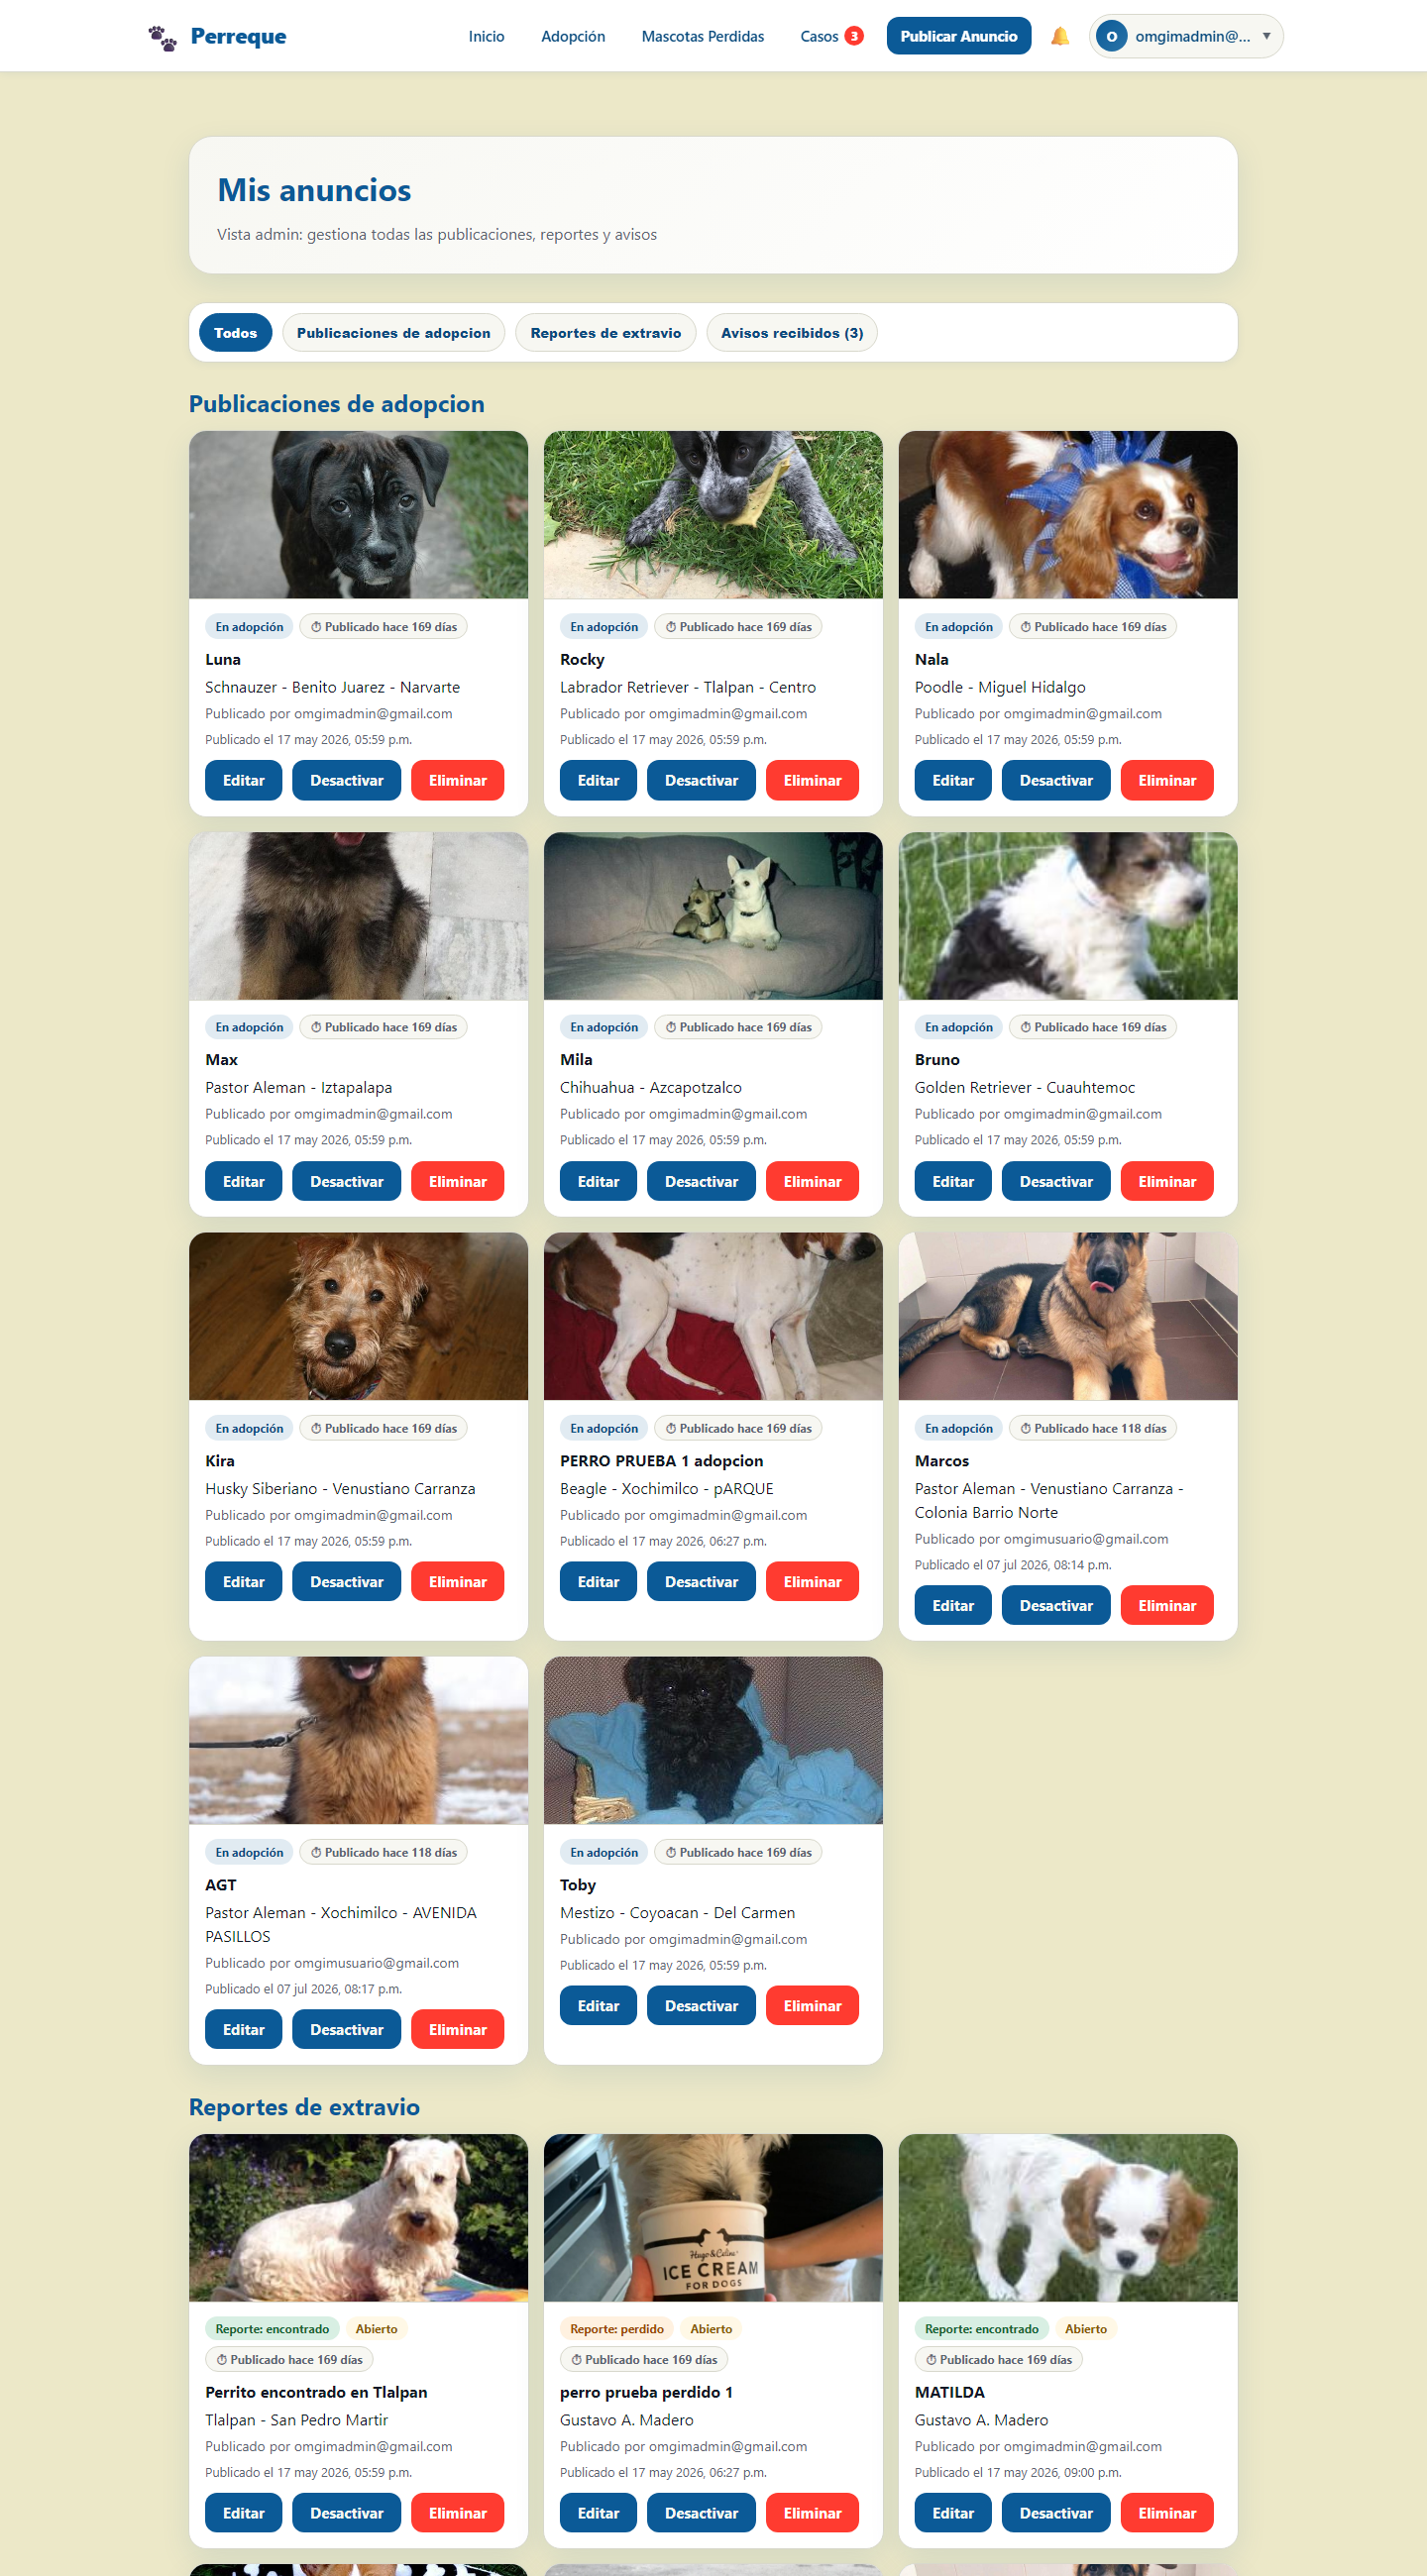 Perreque
Inicio
Adopción
Mascotas Perdidas
Casos 3
Publicar Anuncio
O omgimadmin@... ▼
Mis anuncios
Vista admin: gestiona todas las publicaciones, reportes y avisos
Todos
Publicaciones de adopcion
Reportes de extravio
Avisos recibidos (3)
Publicaciones de adopcion
En adopción
⏱ Publicado hace 169 días
Luna
Schnauzer - Benito Juarez - Narvarte
Publicado por omgimadmin@gmail.com
Publicado el 17 may 2026, 05:59 p.m.
Editar Desactivar Eliminar
En adopción
⏱ Publicado hace 169 días
Rocky
Labrador Retriever - Tlalpan - Centro
Publicado por omgimadmin@gmail.com
Publicado el 17 may 2026, 05:59 p.m.
Editar Desactivar Eliminar
En adopción
⏱ Publicado hace 169 días
Nala
Poodle - Miguel Hidalgo
Publicado por omgimadmin@gmail.com
Publicado el 17 may 2026, 05:59 p.m.
Editar Desactivar Eliminar
En adopción
⏱ Publicado hace 169 días
Max
Pastor Aleman - Iztapalapa
Publicado por omgimadmin@gmail.com
Publicado el 17 may 2026, 05:59 p.m.
Editar Desactivar Eliminar
En adopción
⏱ Publicado hace 169 días
Mila
Chihuahua - Azcapotzalco
Publicado por omgimadmin@gmail.com
Publicado el 17 may 2026, 05:59 p.m.
Editar Desactivar Eliminar
En adopción
⏱ Publicado hace 169 días
Bruno
Golden Retriever - Cuauhtemoc
Publicado por omgimadmin@gmail.com
Publicado el 17 may 2026, 05:59 p.m.
Editar Desactivar Eliminar
En adopción
⏱ Publicado hace 169 días
Kira
Husky Siberiano - Venustiano Carranza
Publicado por omgimadmin@gmail.com
Publicado el 17 may 2026, 05:59 p.m.
Editar Desactivar Eliminar
En adopción
⏱ Publicado hace 169 días
PERRO PRUEBA 1 adopcion
Beagle - Xochimilco - pARQUE
Publicado por omgimadmin@gmail.com
Publicado el 17 may 2026, 06:27 p.m.
Editar Desactivar Eliminar
En adopción
⏱ Publicado hace 118 días
Marcos
Pastor Aleman - Venustiano Carranza -
Colonia Barrio Norte
Publicado por omgimusuario@gmail.com
Publicado el 07 jul 2026, 08:14 p.m.
Editar Desactivar Eliminar
En adopción
⏱ Publicado hace 118 días
AGT
Pastor Aleman - Xochimilco - AVENIDA
PASILLOS
Publicado por omgimusuario@gmail.com
Publicado el 07 jul 2026, 08:17 p.m.
Editar Desactivar Eliminar
En adopción
⏱ Publicado hace 169 días
Toby
Mestizo - Coyoacan - Del Carmen
Publicado por omgimadmin@gmail.com
Publicado el 17 may 2026, 05:59 p.m.
Editar Desactivar Eliminar
Reportes de extravio
Reporte: encontrado
Abierto
⏱ Publicado hace 169 días
Perrito encontrado en Tlalpan
Tlalpan - San Pedro Martir
Publicado por omgimadmin@gmail.com
Publicado el 17 may 2026, 05:59 p.m.
Editar Desactivar Eliminar
Hugo & Celine
ICE CREAM
FOR DOGS
Reporte: perdido
Abierto
⏱ Publicado hace 169 días
perro prueba perdido 1
Gustavo A. Madero
Publicado por omgimadmin@gmail.com
Publicado el 17 may 2026, 06:27 p.m.
Editar Desactivar Eliminar
Reporte: encontrado
Abierto
⏱ Publicado hace 169 días
MATILDA
Gustavo A. Madero
Publicado por omgimadmin@gmail.com
Publicado el 17 may 2026, 09:00 p.m.
Editar Desactivar Eliminar